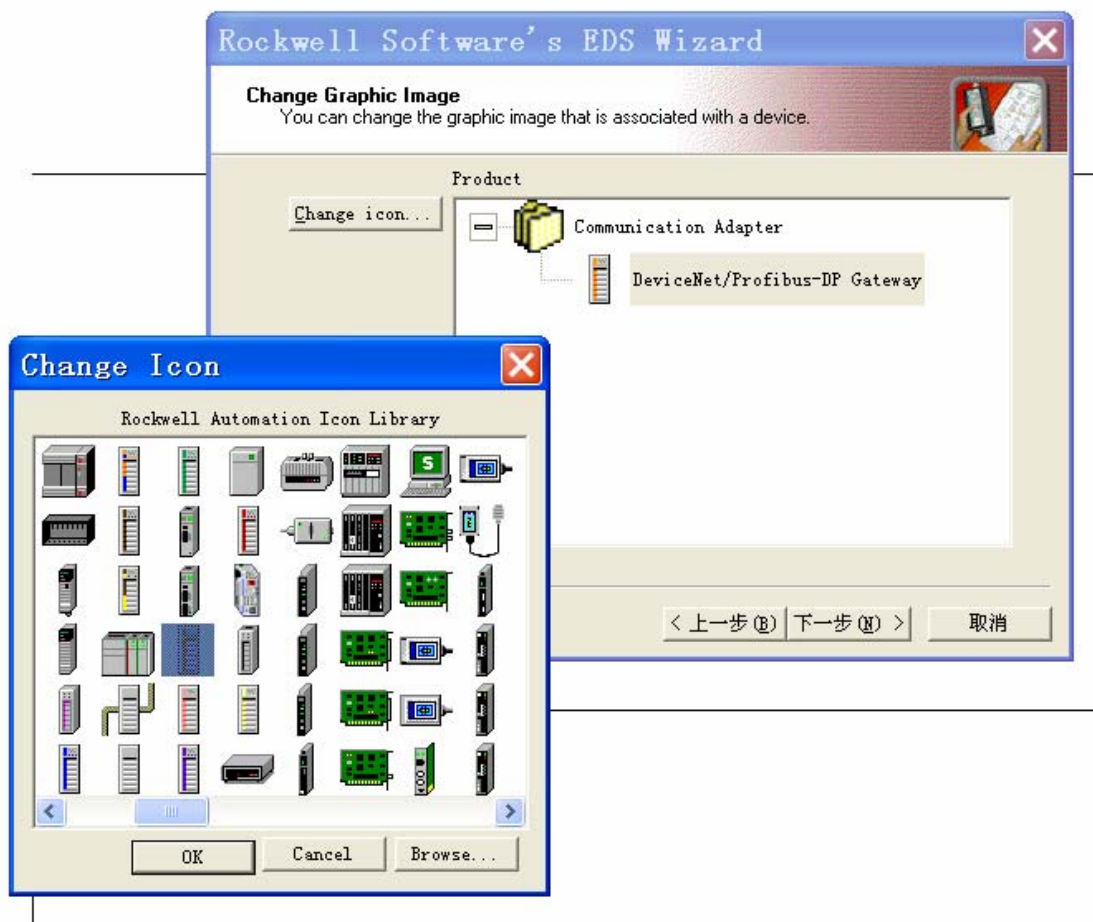 Rockwell Software's EDS Wizard
Change Graphic Image
You can change the graphic image that is associated with a device.
Product
Change icon...
Communication Adapter
DeviceNet/Profibus-DP Gateway
< 上一步(B)
下一步(N) >
取消
Change Icon
Rockwell Automation Icon Library
S
OK
Cancel
Browse...